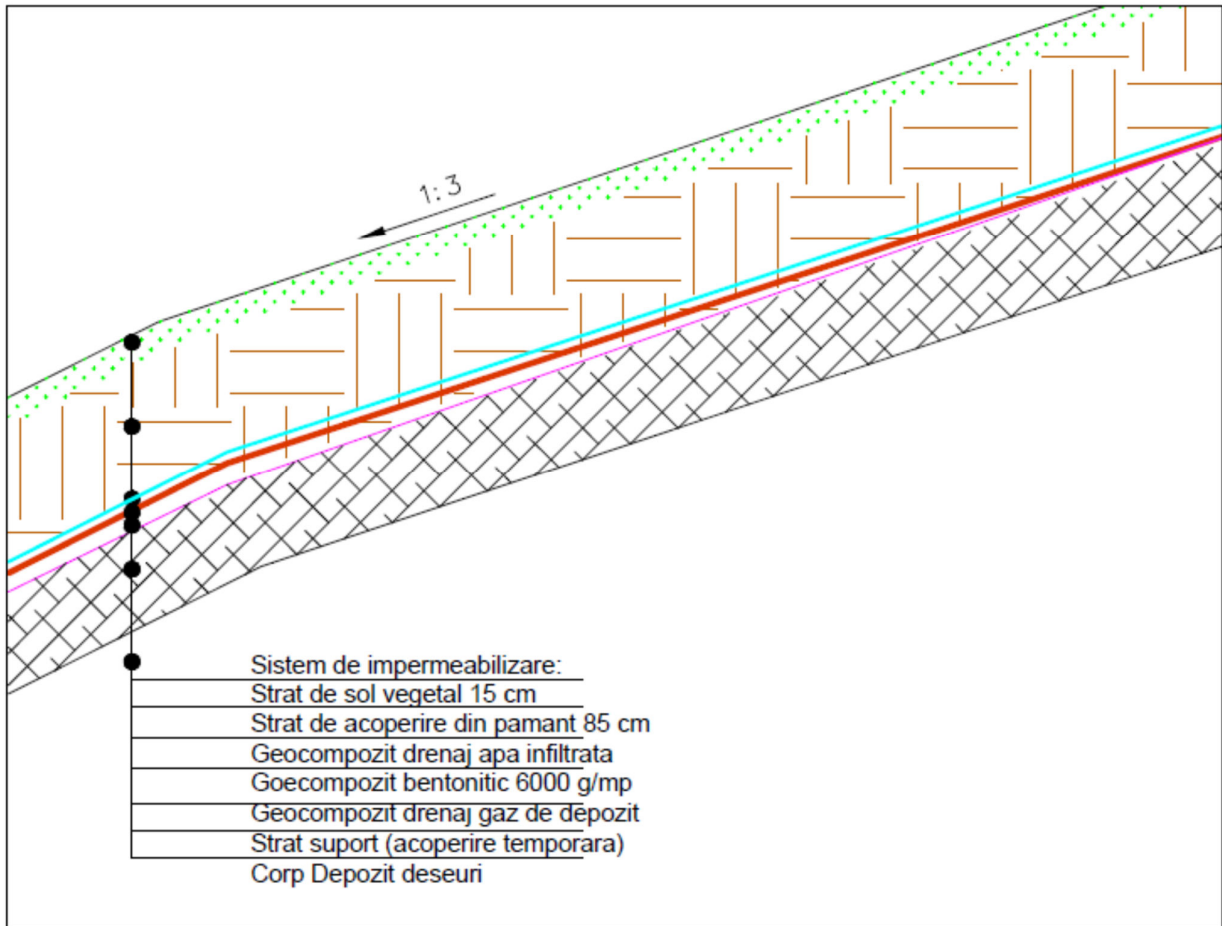 1:3
Sistem de impermeabilizare:
Strat de sol vegetal 15 cm
Strat de acoperire din pamant 85 cm
Geocompozit drenaj apa infiltrata
Goecompozit bentonitic 6000 g/mp
Geocompozit drenaj gaz de depozit
Strat suport (acoperire temporara)
Corp Depozit deseuri